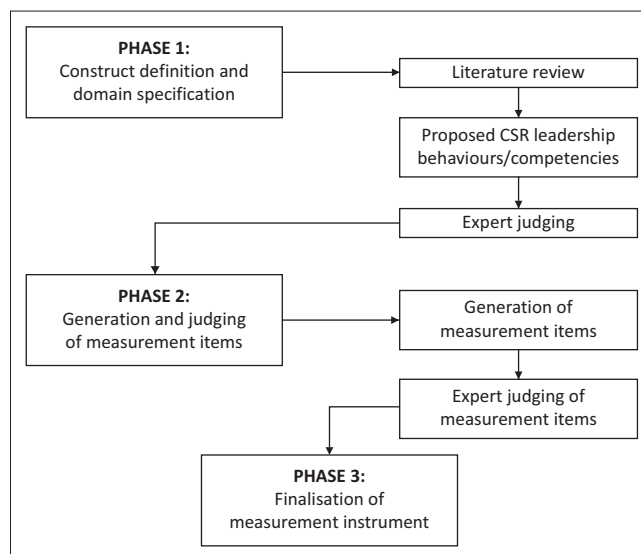 PHASE 1:
Construct definition and
domain specification
Literature review
Proposed CSR leadership
behaviours/competencies
Expert judging
PHASE 2:
Generation and judging
of measurement items
Generation of
measurement items
Expert judging of
measurement items
PHASE 3:
Finalisation of
measurement instrument